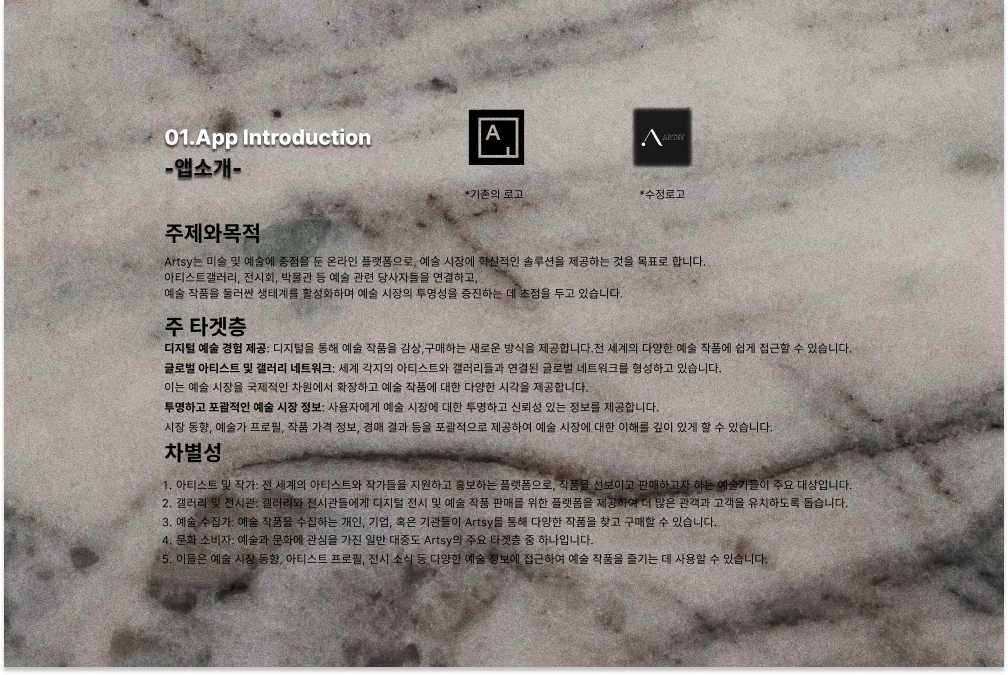 01.App Introduction
-앱소개-
A
ARTSY
*기존의 로고
*수정로고
주제와목적
Artsy는 미술 및 예술에 중점을 둔 온라인 플랫폼으로, 예술 시장에 혁신적인 솔루션을 제공하는 것을 목표로 합니다.
아티스트갤러리, 전시회, 박물관 등 예술 관련 당사자들을 연결하고,
예술 작품을 둘러싼 생태계를 활성화하며 예술 시장의 투명성을 증진하는 데 초점을 두고 있습니다.
주 타겟층
디지털 예술 경험 제공: 디지털을 통해 예술 작품을 감상,구매하는 새로운 방식을 제공합니다.전 세계의 다양한 예술 작품에 쉽게 접근할 수 있습니다.
글로벌 아티스트 및 갤러리 네트워크: 세계 각지의 아티스트와 갤러리들과 연결된 글로벌 네트워크를 형성하고 있습니다.
이는 예술 시장을 국제적인 차원에서 확장하고 예술 작품에 대한 다양한 시각을 제공합니다.
투명하고 포괄적인 예술 시장 정보: 사용자에게 예술 시장에 대한 투명하고 신뢰성 있는 정보를 제공합니다.
시장 동향, 예술가 프로필, 작품 가격 정보, 경매 결과 등을 포괄적으로 제공하여 예술 시장에 대한 이해를 깊이 있게 할 수 있습니다.
차별성
1. 아티스트 및 작가: 전 세계의 아티스트와 작가들을 지원하고 홍보하는 플랫폼으로, 작품을 선보이고 판매하고자 하는 예술가들이 주요 대상입니다.
2. 갤러리 및 전시관: 갤러리와 전시관들에게 디지털 전시 및 예술 작품 판매를 위한 플랫폼을 제공하여 더 많은 관객과 고객을 유치하도록 돕습니다.
3. 예술 수집가: 예술 작품을 수집하는 개인, 기업, 혹은 기관들이 Artsy를 통해 다양한 작품을 찾고 구매할 수 있습니다.
4. 문화 소비자: 예술과 문화에 관심을 가진 일반 대중도 Artsy의 주요 타겟층 중 하나입니다.
5. 이들은 예술 시장 동향, 아티스트 프로필, 전시 소식 등 다양한 예술 정보에 접근하여 예술 작품을 즐기는 데 사용할 수 있습니다.